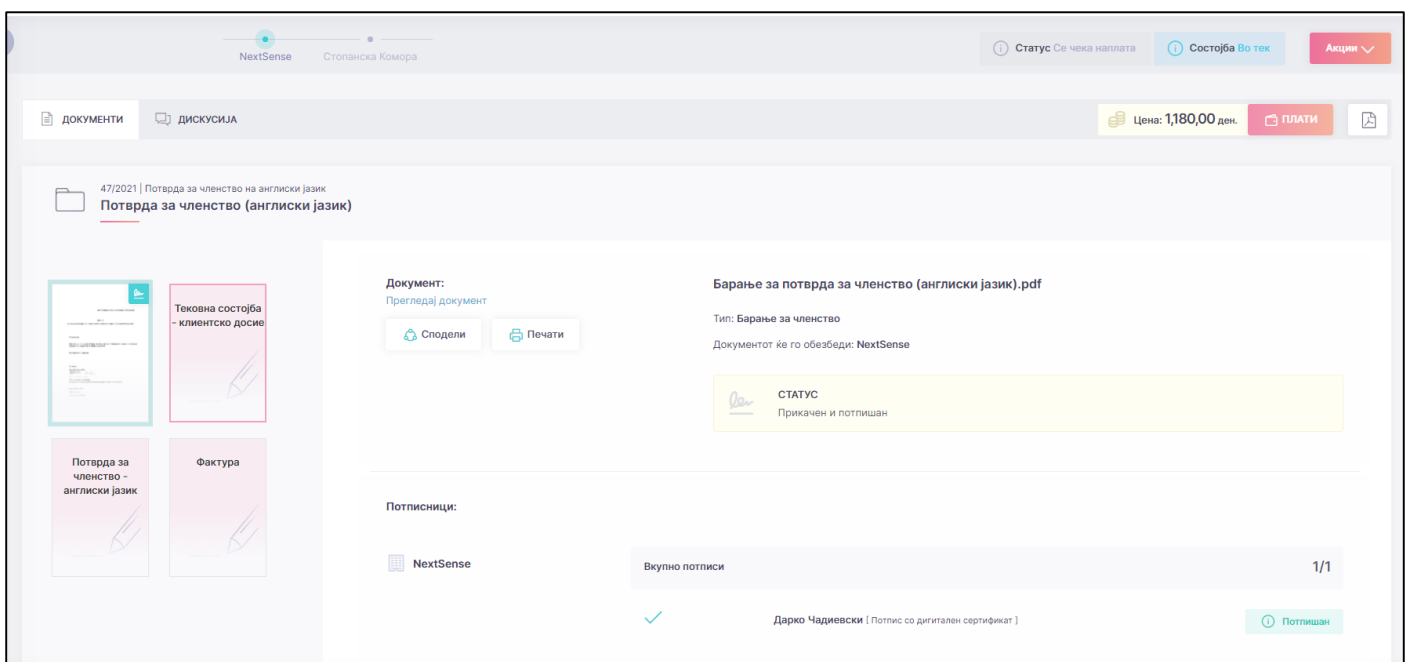 NextSense
Стопанска Комора
Статус Се чека наплата
Состојба Во тек
Акции
ДОКУМЕНТИ
ДИСКУСИЈА
Цена: 1,180,00 ден.
ПЛАТИ
47/2021 | Потврда за членство на англиски јазик
Потврда за членство (англиски јазик)
Тековна состојба
- клиентско досие
Потврда за
членство -
англиски јазик
Фактура
Документ:
Прегледај документ
Сподели
Печати
Барање за потврда за членство (англиски јазик).pdf
Тип: Барање за членство
Документот ќе го обезбеди: NextSense
СТАТУС
Прикачен и потпишан
Потписници:
NextSense
Вкупно потписи
1/1
Дарко Чадиевски [ Потпис со дигитален сертификат ]
Потпишан